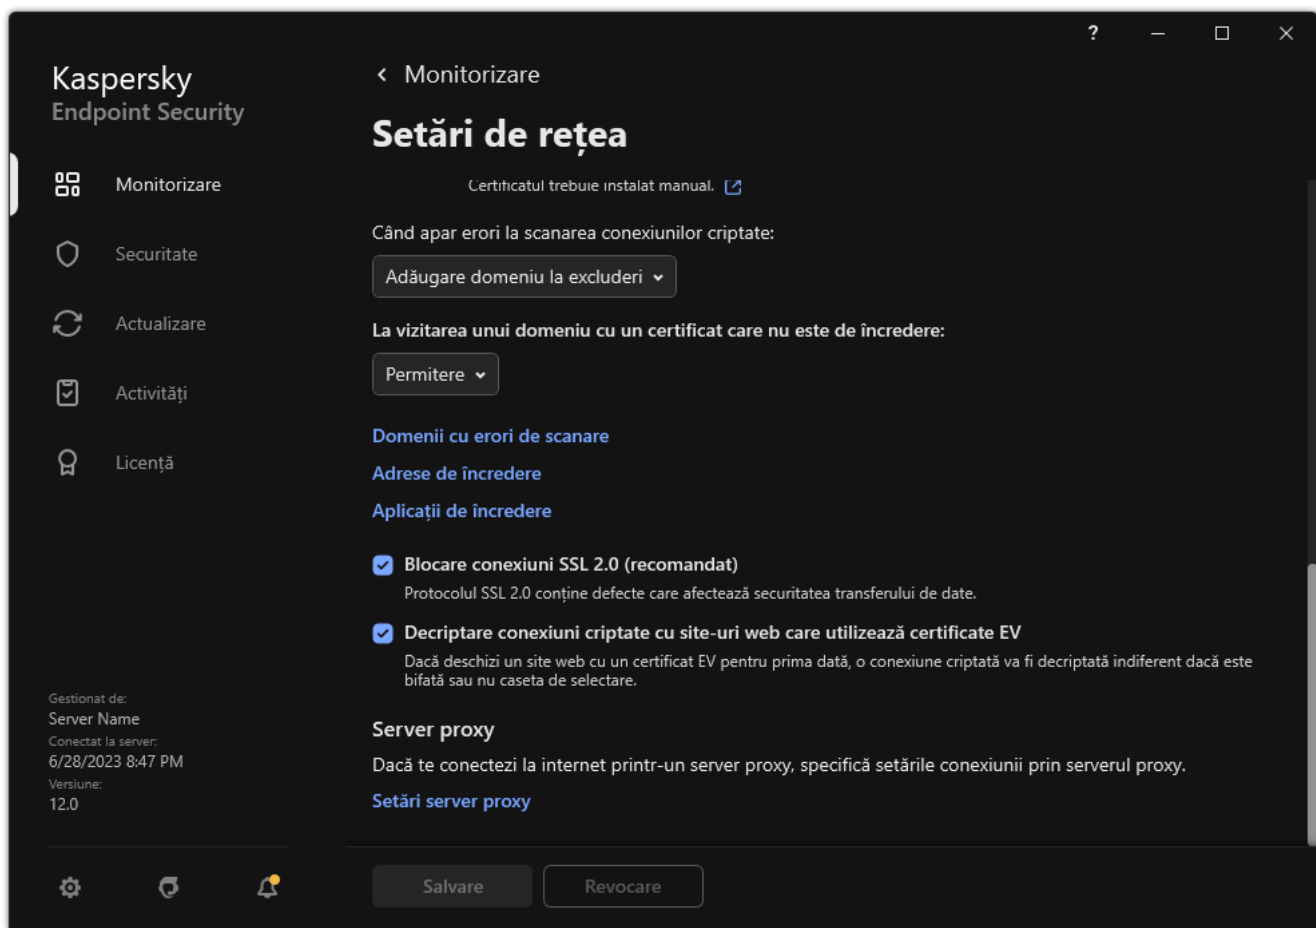 ?
Kaspersky
Endpoint Security
Monitorizare
Securitate
Actualizare
Activități
Licență
Gestionat de:
Server Name
Conectat la server:
6/28/2023 8:47 PM
Versiune:
12.0
Monitorizare
Setări de rețea
Certificatul trebuie instalat manual.
Când apar erori la scanarea conexiunilor criptate:
Adăugare domeniu la excluderi
La vizitarea unui domeniu cu un certificat care nu este de încredere:
Permitere
Domenii cu erori de scanare
Adrese de încredere
Aplicații de încredere
Blocare conexiuni SSL 2.0 (recomandat)
Protocolul SSL 2.0 conține defecte care afectează securitatea transferului de date.
Decriptare conexiuni criptate cu site-uri web care utilizează certificate EV
Dacă deschizi un site web cu un certificat EV pentru prima dată, o conexiune criptată va fi decriptată indiferent dacă este
bifată sau nu caseta de selectare.
Server proxy
Dacă te conectezi la internet printr-un server proxy, specifică setările conexiunii prin serverul proxy.
Setări server proxy
Salvare
Revocare